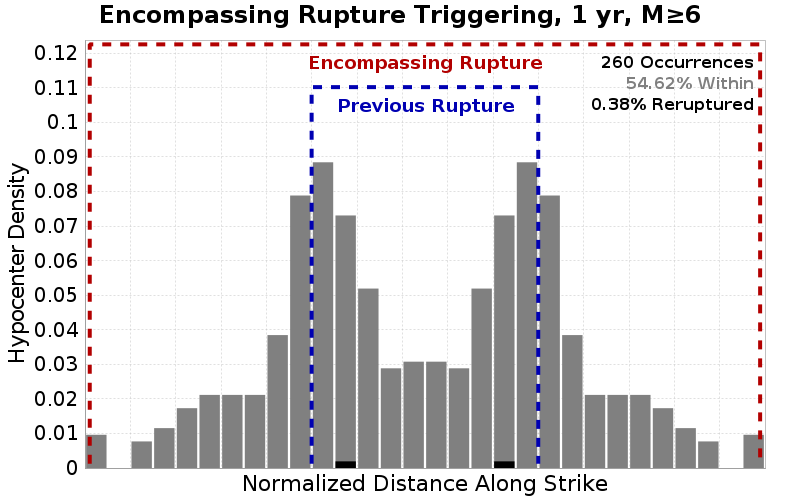 Encompassing Rupture Triggering, 1 yr, M≥6
Encompassing Rupture
Previous Rupture
260 Occurrences
54.62% Within
0.38% Reruptured
Hypocenter Density
0.12
0.11
0.1
0.09
0.08
0.07
0.06
0.05
0.04
0.03
0.02
0.01
0
Normalized Distance Along Strike